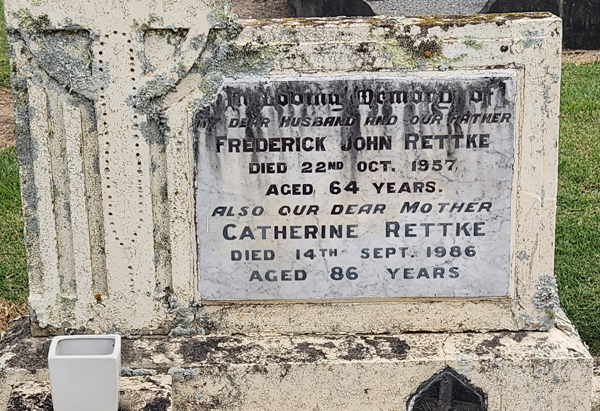 In Loving Memory of
MY DEAR HUSBAND AND OUR FATHER
FREDERICK JOHN RETTKE
DIED 22ND OCT. 1957,
AGED 64 YEARS.
ALSO OUR DEAR MOTHER
CATHERINE RETTKE
DIED 14TH SEPT. 1986
AGED 86 YEARS